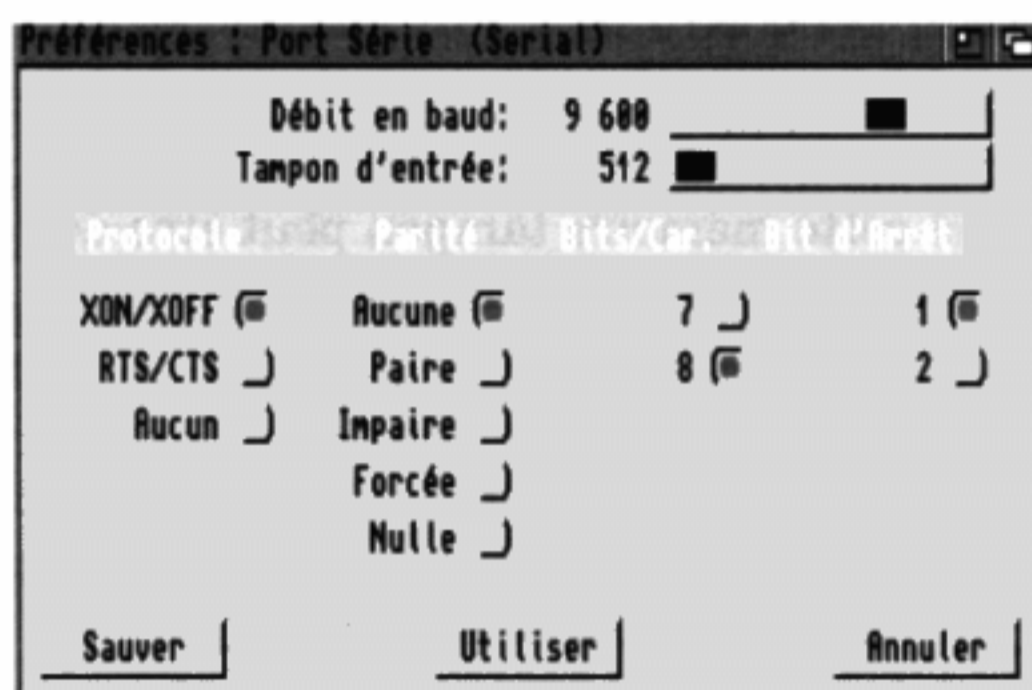 Préférences : Port Série (Serial)
Débit en baud: 9 600
Tampon d'entrée: 512
Protocole Parité Bits/Car. Bit d'Arrêt
XON/XOFF Aucune 7 1
RTS/CTS Paire 8 2
Aucun Impaire
Forcée
Nulle
Sauver Utiliser Annuler